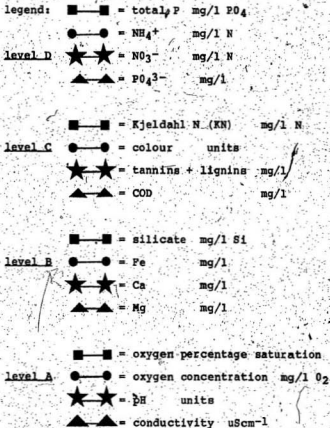 legend: ■—■ = total P mg/l PO₄
●—● = NH₄⁺ mg/l N
level D ★—★ = NO₃⁻ mg/l N
▲—▲ = PO₄³⁻ mg/l
■—■ = Kjeldahl N (KN) mg/l N
level C ●—● = colour units
★—★ = tannins + lignins mg/l
▲—▲ = COD mg/l
■—■ = silicate mg/l Si
level B ●—● = Fe mg/l
★—★ = Ca mg/l
▲—▲ = Mg mg/l
■—■ = oxygen percentage saturation
level A ●—● = oxygen concentration mg/l O₂
★—★ = pH units
▲—▲ = conductivity uScm⁻¹